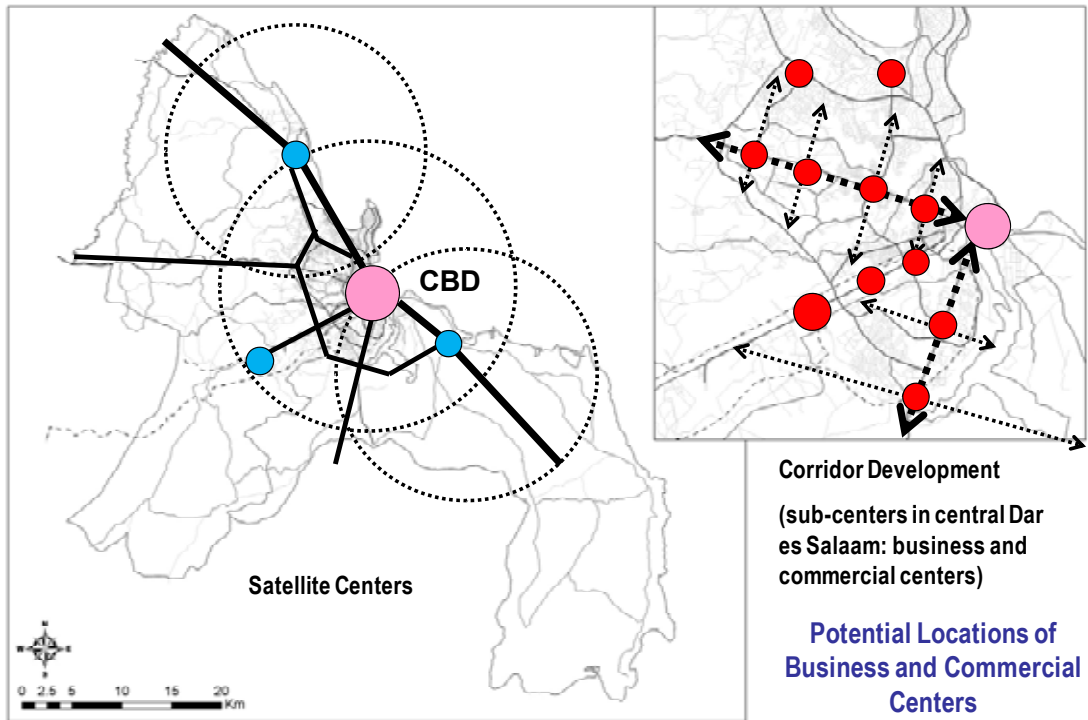 CBD
Satellite Centers
N
W E
S
0 2.5 5 10 15 20
Km
Corridor Development
(sub-centers in central Dar
es Salaam: business and
commercial centers)
Potential Locations of
Business and Commercial
Centers